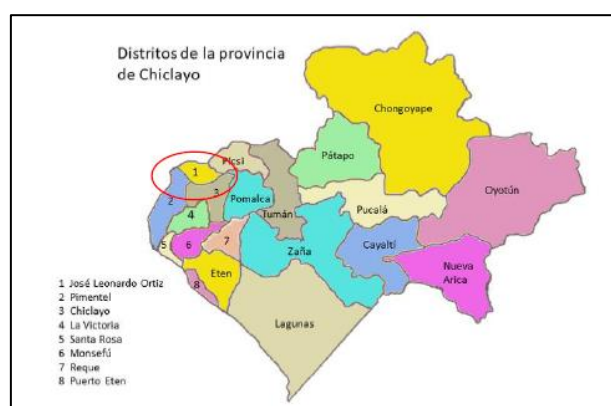 Distritos de la provincia
de Chiclayo
Chongoyape
Picsi
Pátapo
1
2
3
Pomalca
Tumán
Pucalá
Oyotún
4
5
6
7
Zaña
Cayaltí
Nueva
Arica
Eten
8
Lagunas
1 José Leonardo Ortiz
2 Pimentel
3 Chiclayo
4 La Victoria
5 Santa Rosa
6 Monsefú
7 Reque
8 Puerto Eten